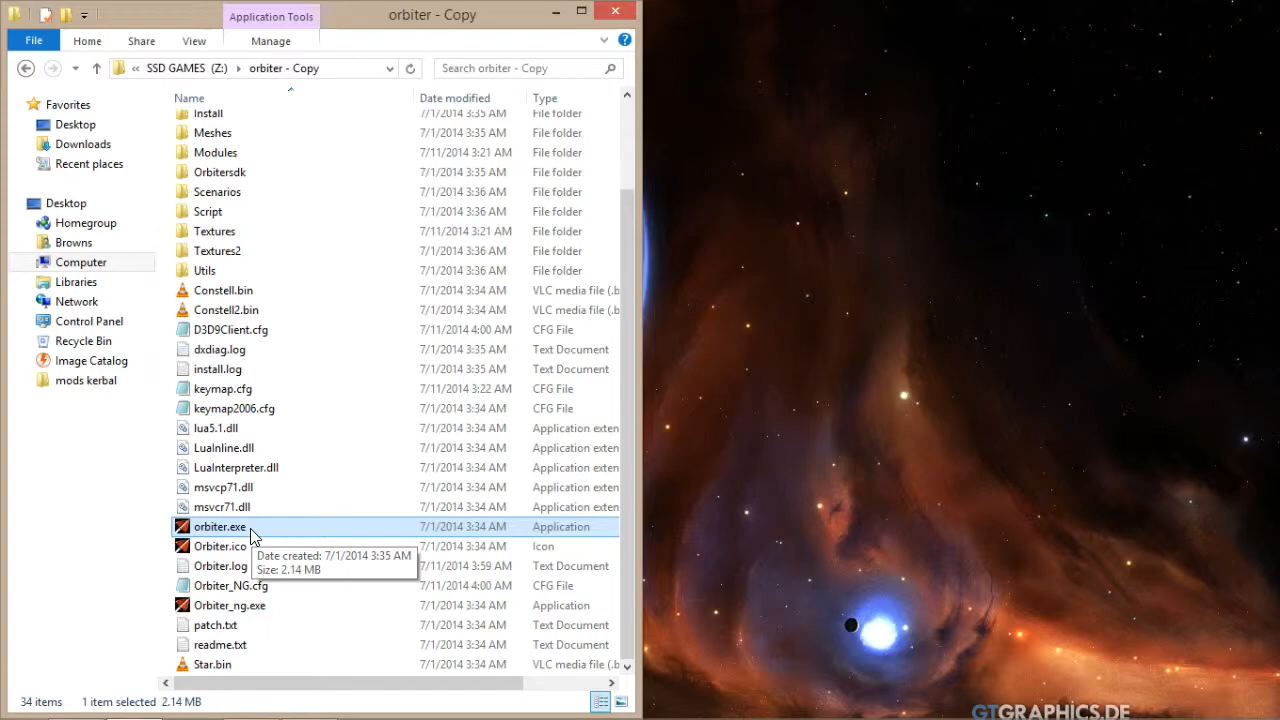 Application Tools
orbiter - Copy
File
Home
Share
View
Manage
SSD GAMES (Z:)
orbiter - Copy
Search orbiter - Copy
Name
Date modified
Type
Favorites
Desktop
Downloads
Recent places
Desktop
Homegroup
Browns
Computer
Libraries
Network
Control Panel
Recycle Bin
Image Catalog
mods kerbal
Install 7/1/2014 3:35 AM File folder
Meshes 7/1/2014 3:35 AM File folder
Modules 7/11/2014 3:21 AM File folder
Orbitersdk 7/1/2014 3:35 AM File folder
Scenarios 7/1/2014 3:36 AM File folder
Script 7/1/2014 3:36 AM File folder
Textures 7/11/2014 3:21 AM File folder
Textures2 7/1/2014 3:36 AM File folder
Utils 7/1/2014 3:36 AM File folder
Constell.bin 7/1/2014 3:34 AM VLC media file (.b
Constell2.bin 7/1/2014 3:34 AM VLC media file (.b
D3D9Client.cfg 7/11/2014 4:00 AM CFG File
dxdiag.log 7/1/2014 3:35 AM Text Document
install.log 7/1/2014 3:35 AM Text Document
keymap.cfg 7/11/2014 3:22 AM CFG File
keymap2006.cfg 7/1/2014 3:34 AM CFG File
lua5.1.dll 7/1/2014 3:34 AM Application exten
LuaInline.dll 7/1/2014 3:34 AM Application exten
LuaInterpreter.dll 7/1/2014 3:34 AM Application exten
msvcp71.dll 7/1/2014 3:34 AM Application exten
msvcr71.dll 7/1/2014 3:34 AM Application exten
orbiter.exe 7/1/2014 3:34 AM Application
Orbiter.ico 7/1/2014 3:34 AM Icon
Date created: 7/1/2014 3:35 AM
Size: 2.14 MB
Orbiter.log 7/11/2014 3:59 AM Text Document
Orbiter_NG.cfg 7/11/2014 4:00 AM CFG File
Orbiter_ng.exe 7/1/2014 3:34 AM Application
patch.txt 7/1/2014 3:34 AM Text Document
readme.txt 7/1/2014 3:34 AM Text Document
Star.bin 7/1/2014 3:34 AM VLC media file (.b
34 items
1 item selected 2.14 MB
GTGRAPHICS.DE